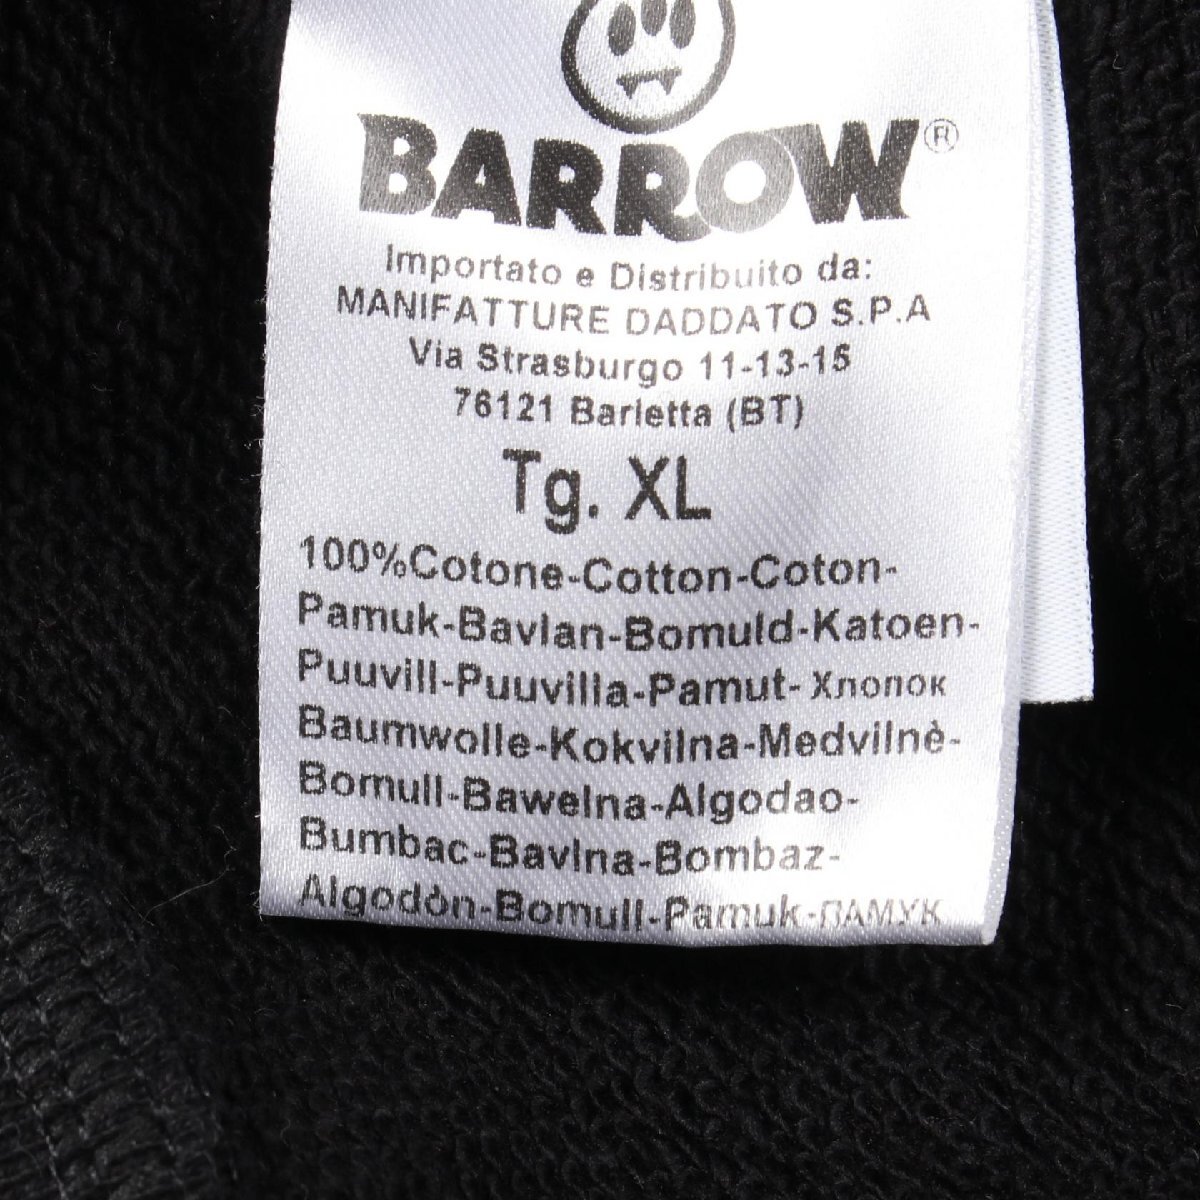 BARROW®
Importato e Distribuito da:
MANIFATTURE DADDATO S.P.A
Via Strasburgo 11-13-15
76121 Barletta (BT)
Tg. XL
100%Cotone-Cotton-Coton-
Pamuk-Bavlan-Bomuld-Katoen-
Puuvill-Puuvilla-Pamut- Хлопок
Baumwolle-Kokvilna-Medvilnè-
Bomull-Bawelna-Algodao-
Bumbac-Bavlna-Bombaz-
Algodòn-Bomull-Pamuk-ПАМУК